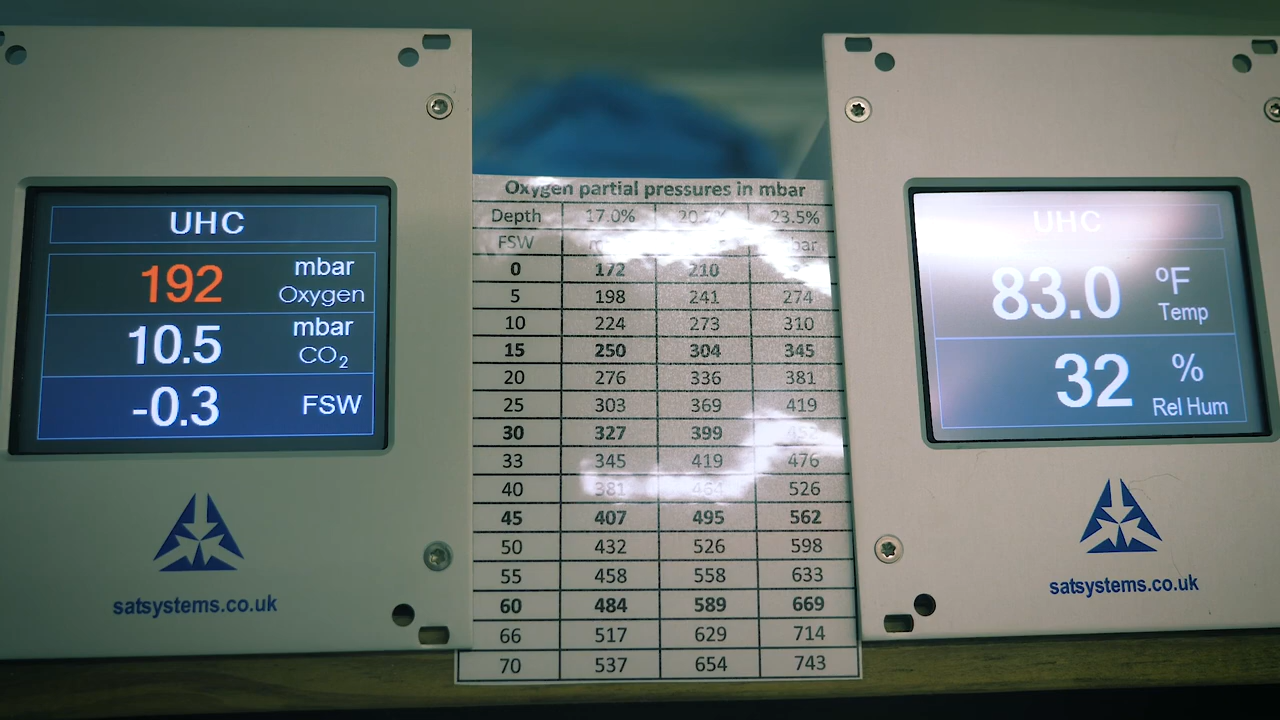 UHC
192 mbar Oxygen
10.5 mbar CO₂
-0.3 FSW
satsystems.co.uk
Oxygen partial pressures in mbar
Depth 17.0% 23.5%
FSW
0 172 210
5 198 241 274
10 224 273 310
15 250 304 345
20 276 336 381
25 303 369 419
30 327 399 452
33 345 419 476
40 381 464 526
45 407 495 562
50 432 526 598
55 458 558 633
60 484 589 669
66 517 629 714
70 537 654 743
UHC
83.0 ºF Temp
32 % Rel Hum
satsystems.co.uk